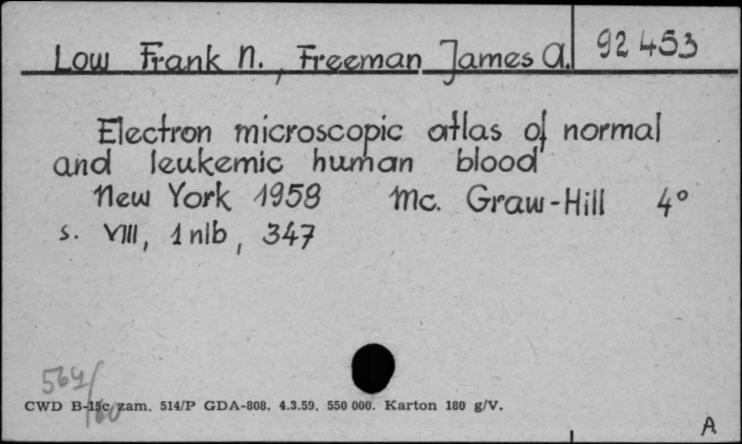 Low Frank N., Freeman James A. 92 453
Electron microscopic atlas of normal
and leukemic human blood
New York 1958 Mc. Graw-Hill 4°
s. VIII, 1 nlb, 347
564/60
CWD B-15c zam. 514/P GDA-808. 4.3.59. 550 000. Karton 180 g/V.
A